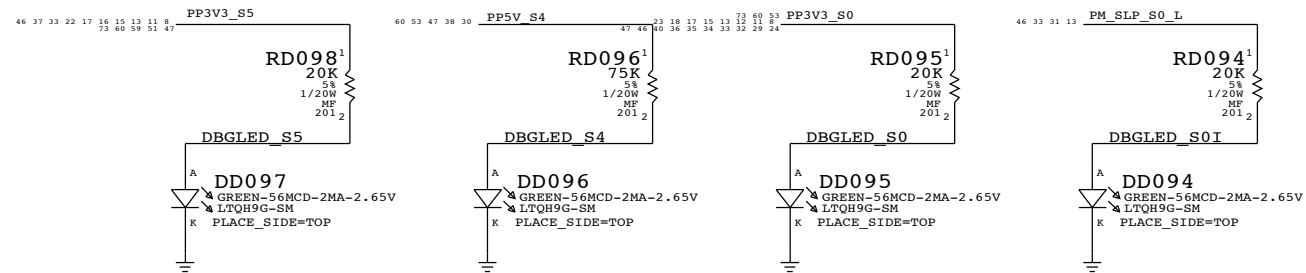 46 37 33 22 17 16 15 13 11 8
73 60 59 51 47
PP3V3_S5
RD098
1
20K
5%
1/20W
MF
201
2
DBGLED_S5
A
DD097
GREEN-56MCD-2MA-2.65V
LTQH9G-SM
K
PLACE_SIDE=TOP
60 53 47 38 30
PP5V_S4
RD096
1
75K
5%
1/20W
MF
201
2
DBGLED_S4
A
DD096
GREEN-56MCD-2MA-2.65V
LTQH9G-SM
K
PLACE_SIDE=TOP
73 60 53
23 18 17 15 13 12 11 8
47 46 40 36 35 34 33 32 29 24
PP3V3_S0
RD095
1
20K
5%
1/20W
MF
201
2
DBGLED_S0
A
DD095
GREEN-56MCD-2MA-2.65V
LTQH9G-SM
K
PLACE_SIDE=TOP
46 33 31 13
PM_SLP_S0_L
RD094
1
20K
5%
1/20W
MF
201
2
DBGLED_S0I
A
DD094
GREEN-56MCD-2MA-2.65V
LTQH9G-SM
K
PLACE_SIDE=TOP